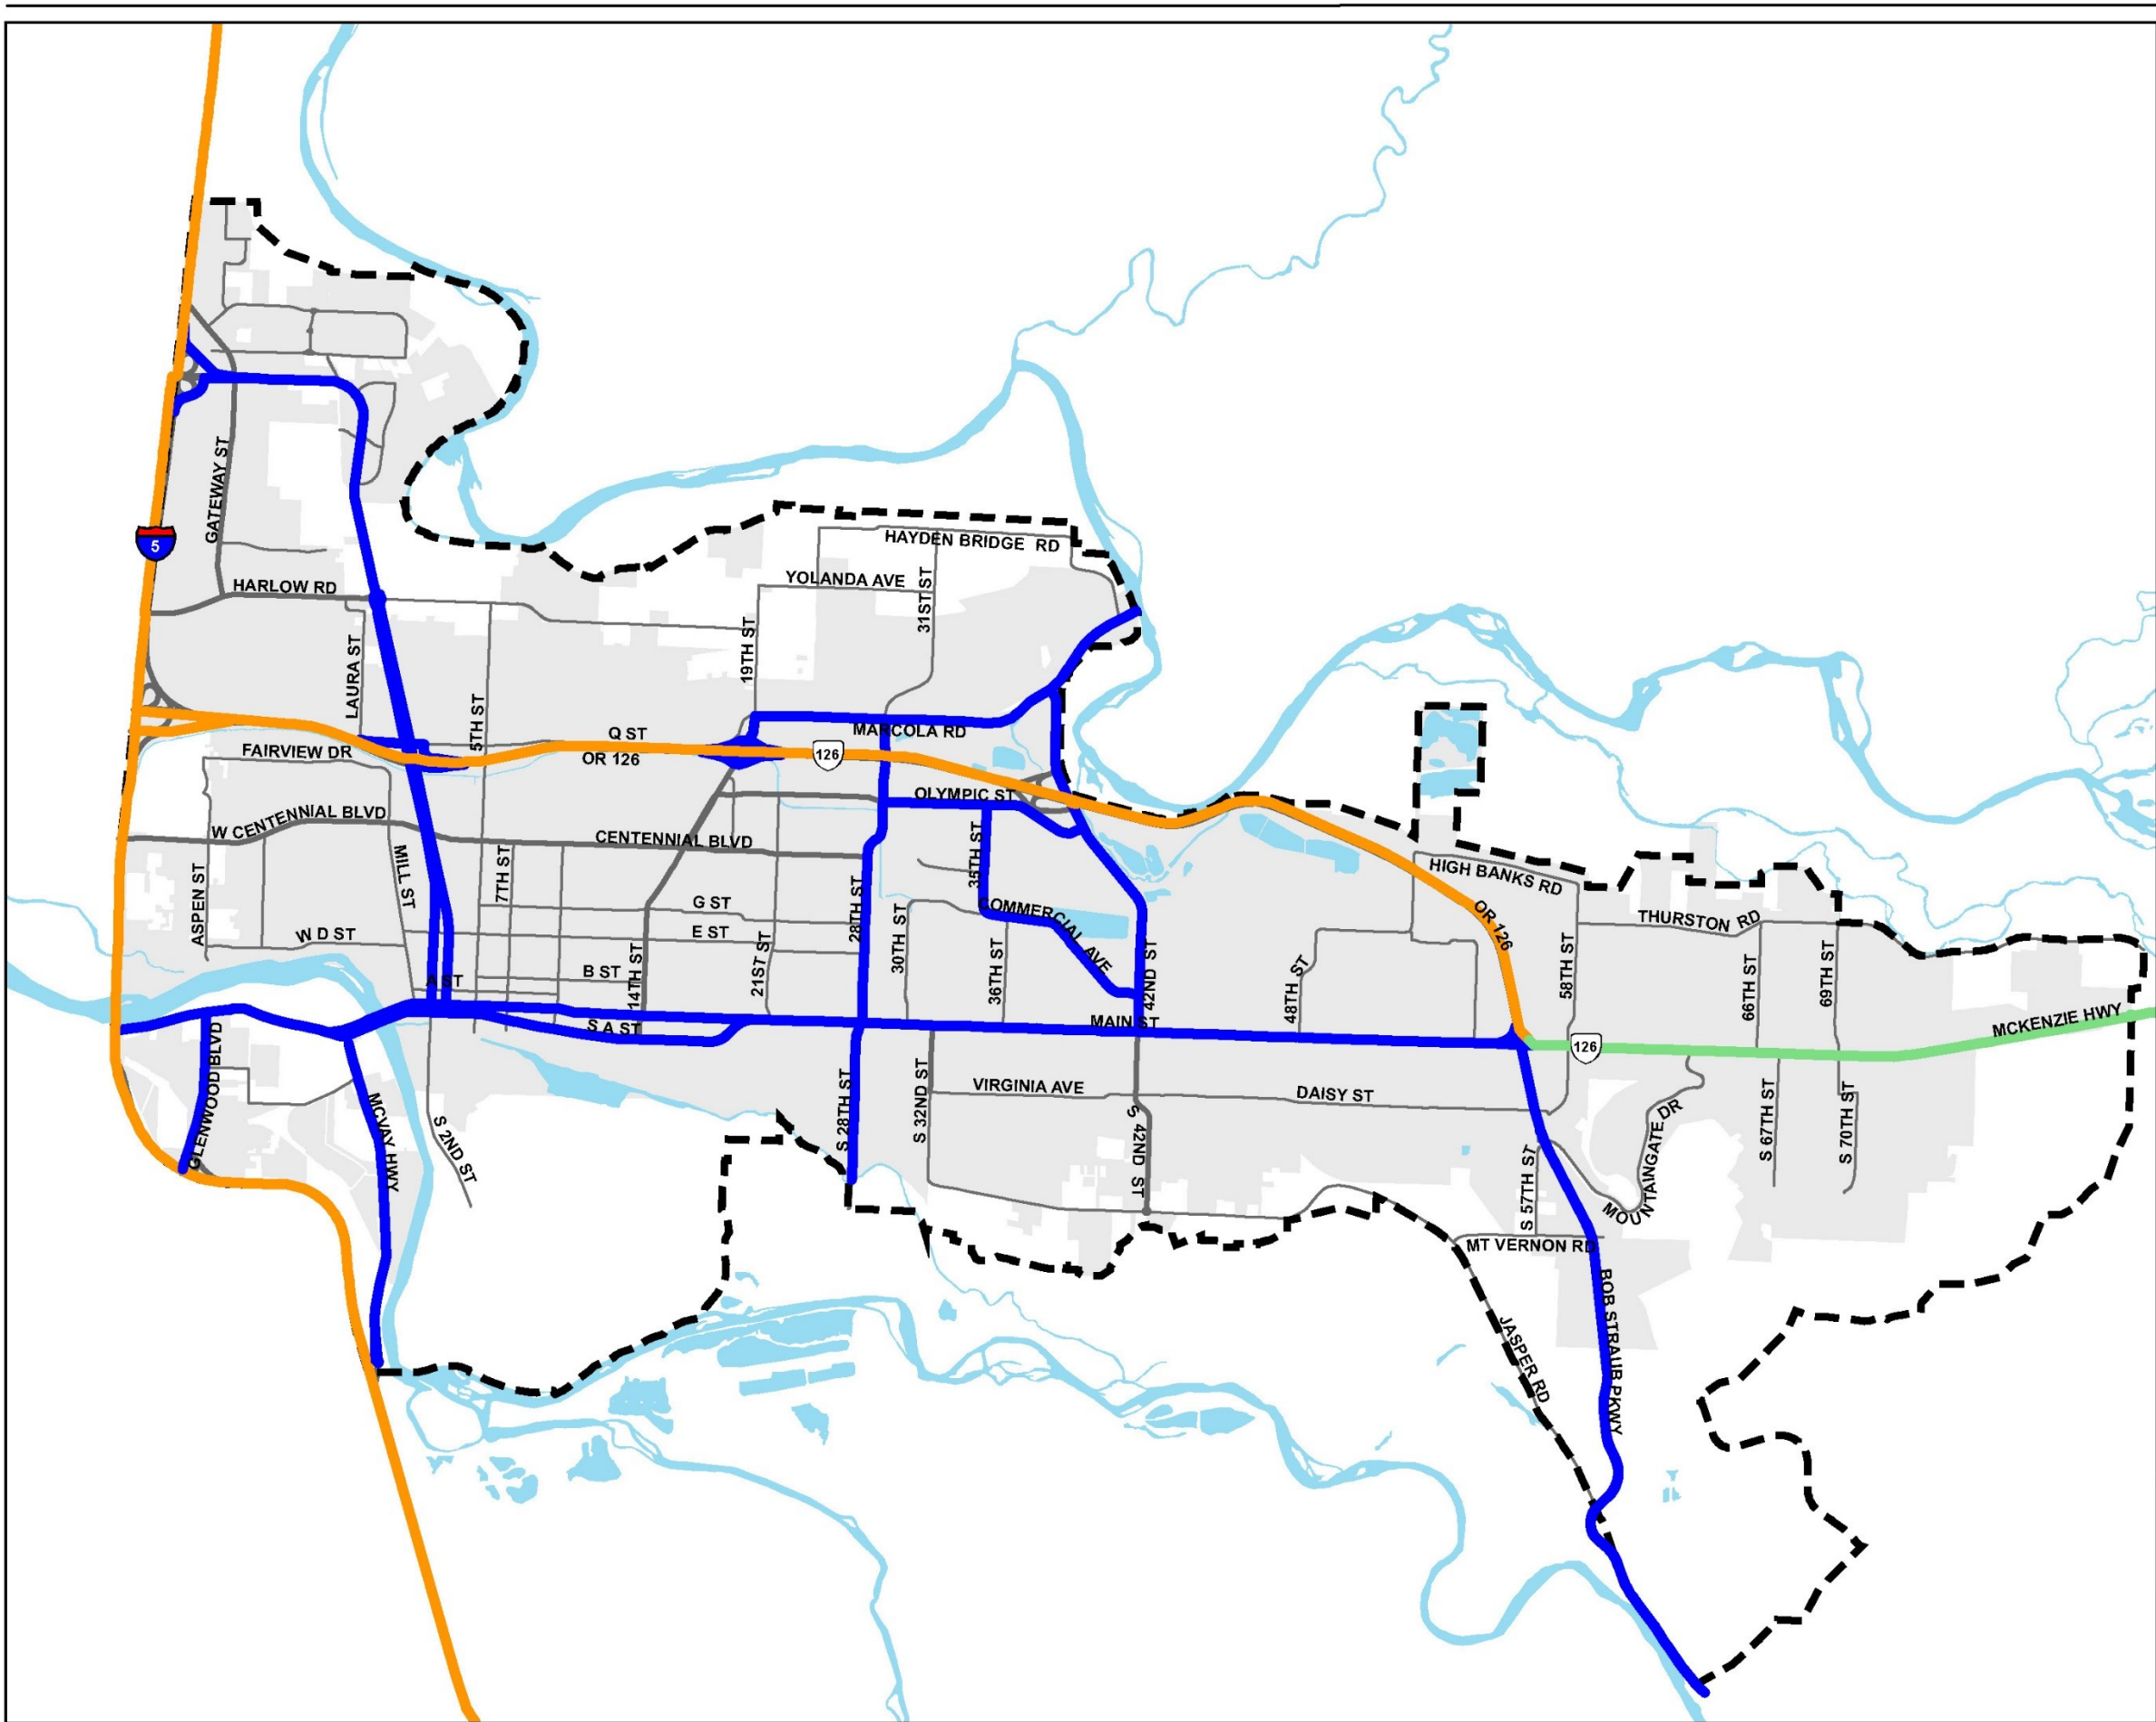 5
GATEWAY ST
HAYDEN BRIDGE RD
YOLANDA AVE
31ST ST
HARLOW RD
19TH ST
LAURA ST
5TH ST
Q ST
MARCOLA RD
FAIRVIEW DR
OR 126
126
OLYMPIC ST
W CENTENNIAL BLVD
CENTENNIAL BLVD
MILL ST
ASPEN ST
7TH ST
35TH ST
28TH ST
HIGH BANKS RD
G ST
COMMERCIAL AVE
OR 126
THURSTON RD
W D ST
E ST
30TH ST
36TH ST
42ND ST
58TH ST
69TH ST
B ST
21ST ST
14TH ST
A ST
48TH ST
66TH ST
S A ST
MAIN ST
MCKENZIE HWY
126
GLENWOOD BLVD
MCVAY HWY
S 2ND ST
S 28TH ST
S 32ND ST
VIRGINIA AVE
DAISY ST
S 42ND ST
S 57TH ST
MOUNTAINGATE DR
S 67TH ST
S 70TH ST
MT VERNON RD
JASPER RD
BOB STRAUB PKWY